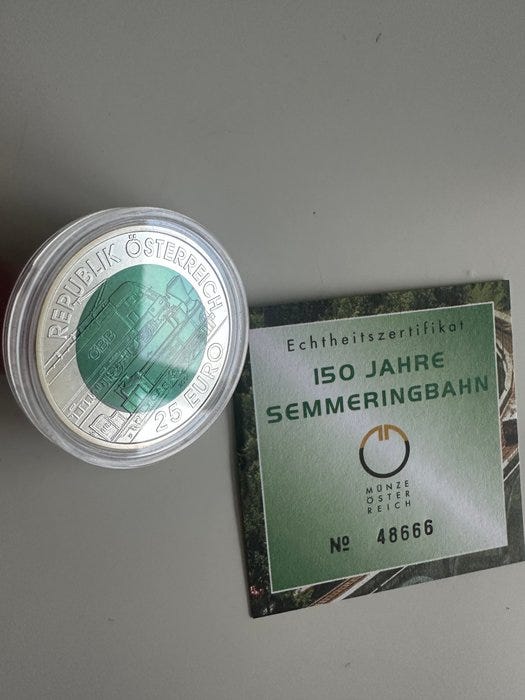 REPUBLIK ÖSTERREICH
25 EURO
Echtheitszertifikat
150 JAHRE
SEMMERINGBAHN
MÜNZE
ÖSTER
REICH
Nº 48666